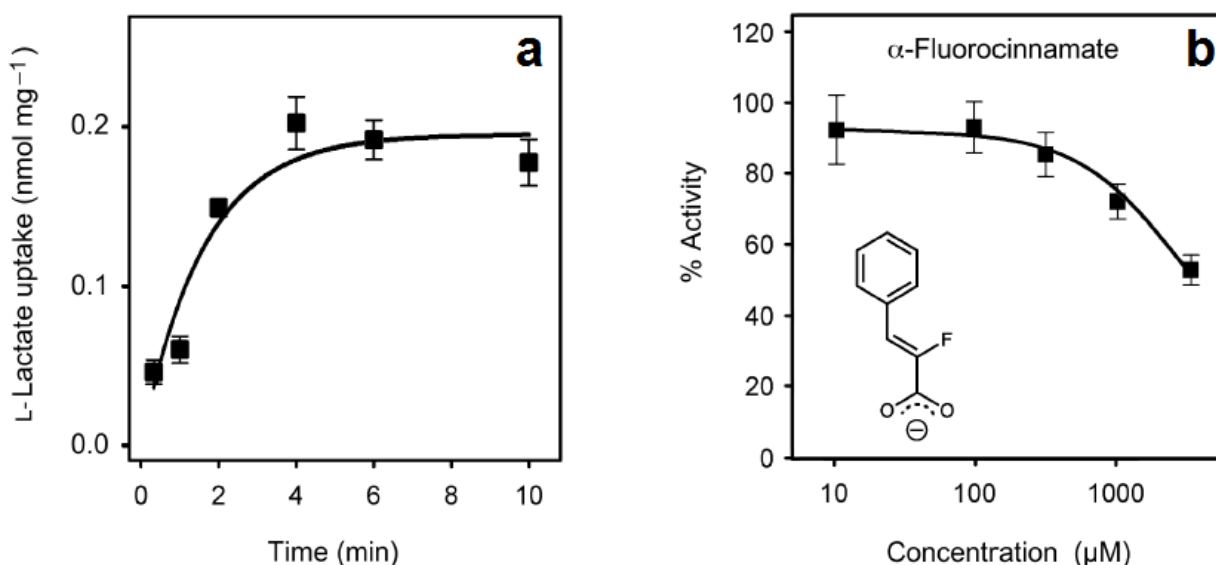 a
L-Lactate uptake (nmol mg⁻¹)
0.2
0.1
0.0
0 2 4 6 8 10
Time (min)
b
α-Fluorocinnamate
% Activity
120
100
80
60
40
20
0
F
O O
⊖
10 100 1000
Concentration (µM)